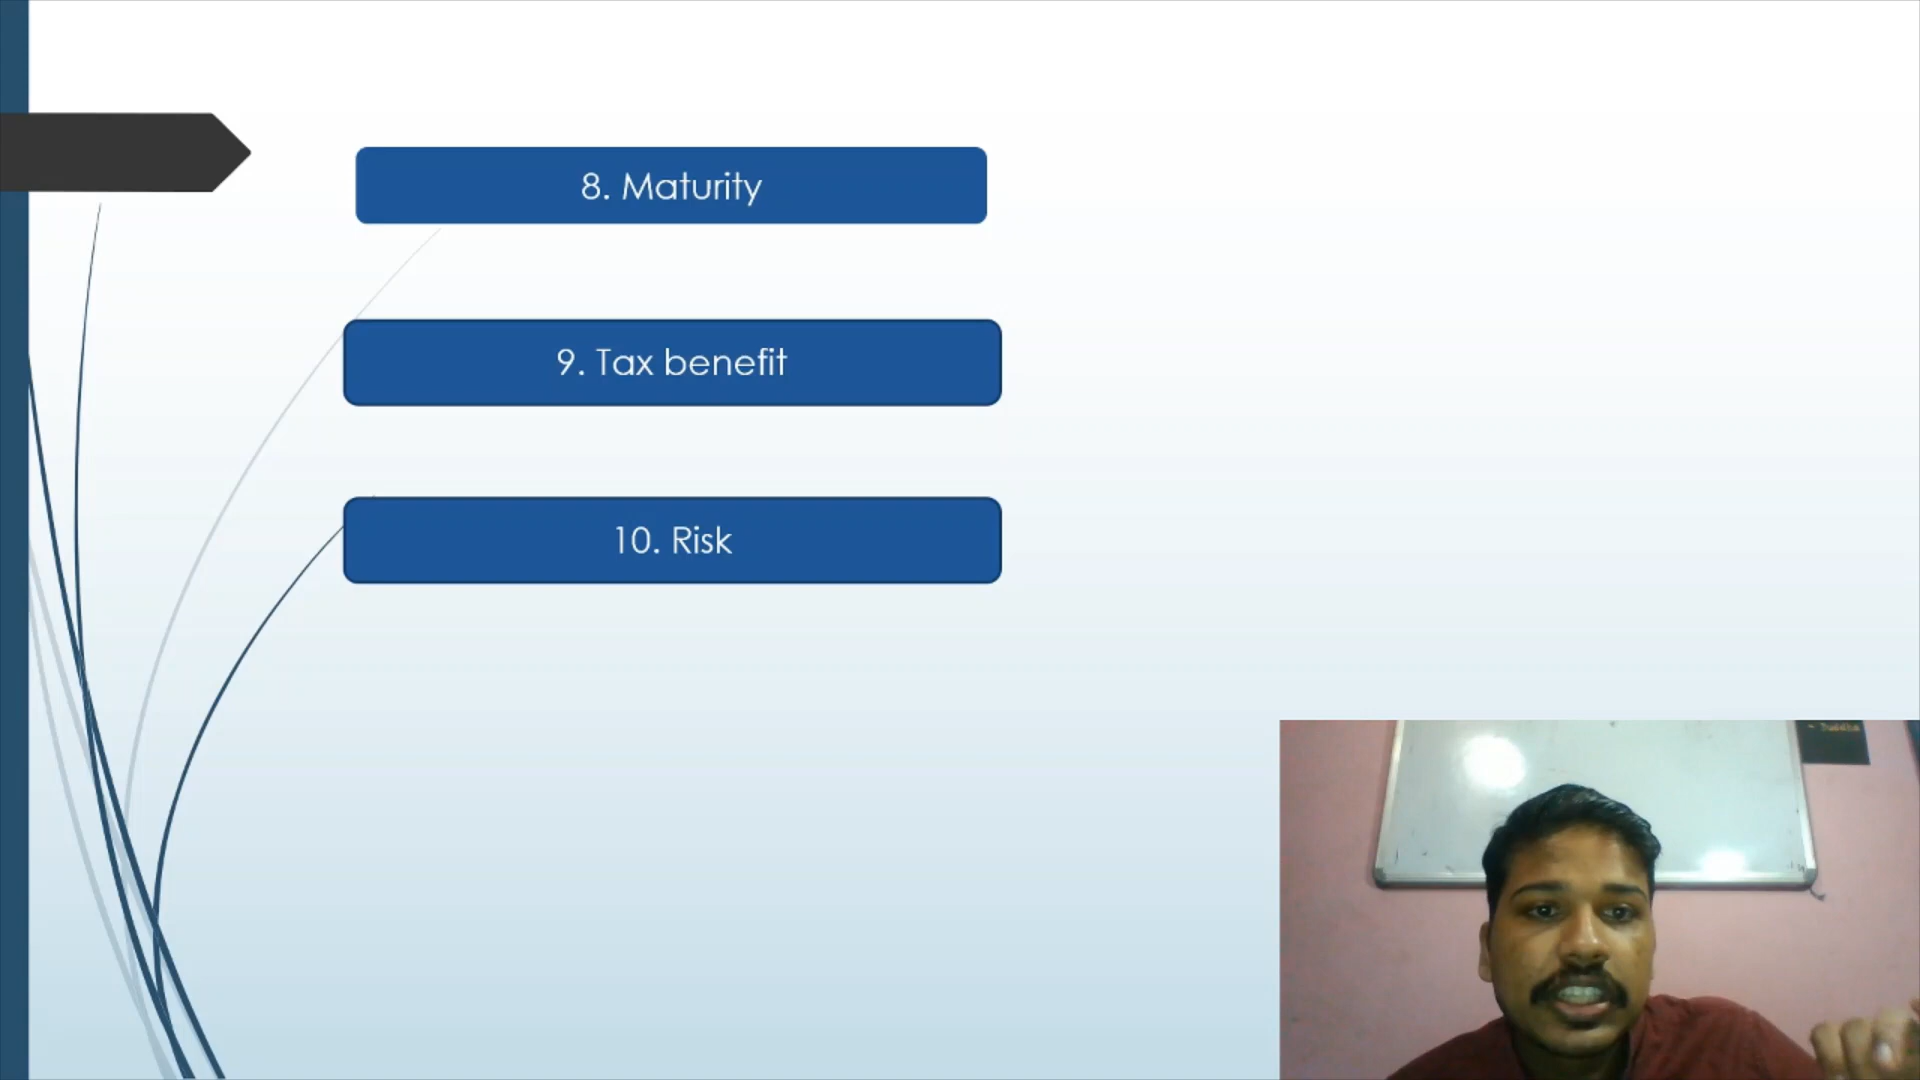 8. Maturity
9. Tax benefit
10. Risk